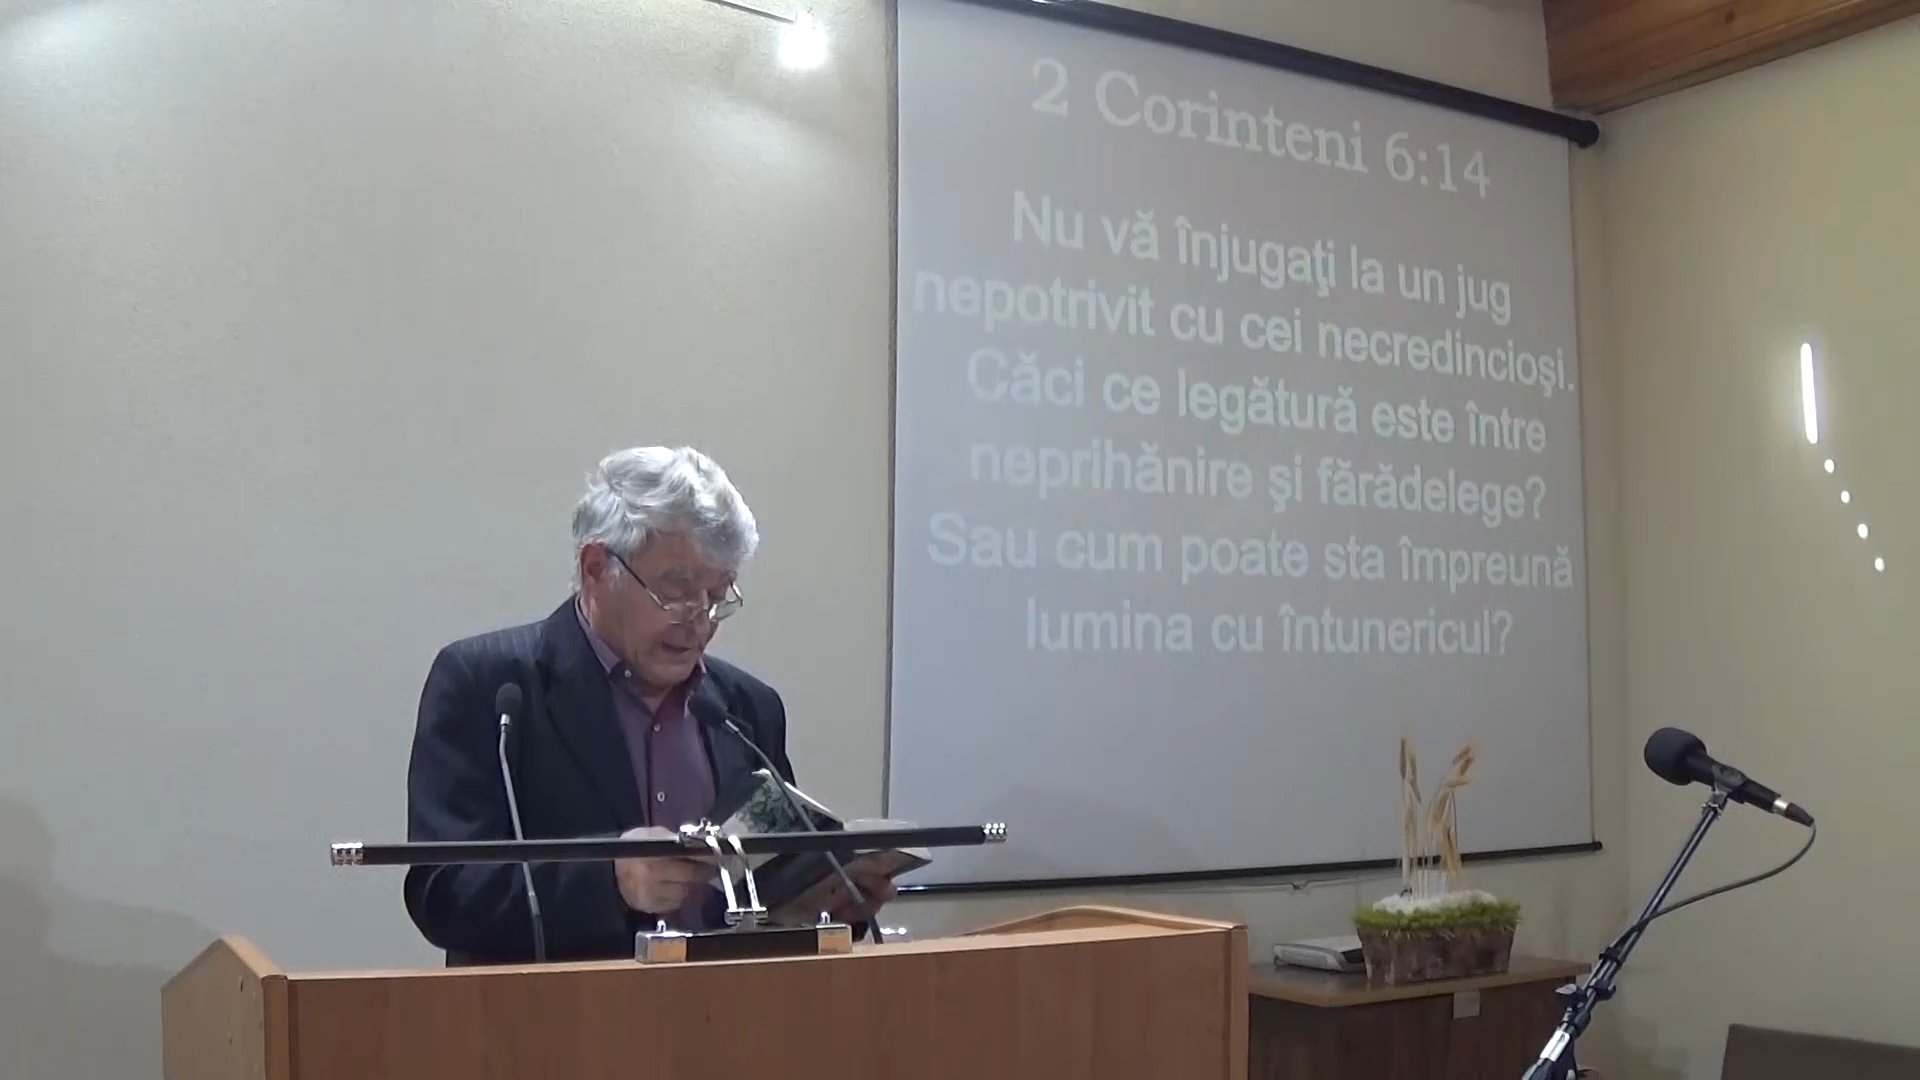 2 Corinteni 6:14
Nu vă înjugaţi la un jug
nepotrivit cu cei necredincioşi.
Căci ce legătură este între
neprihănire şi fărădelege?
Sau cum poate sta împreună
lumina cu întunericul?